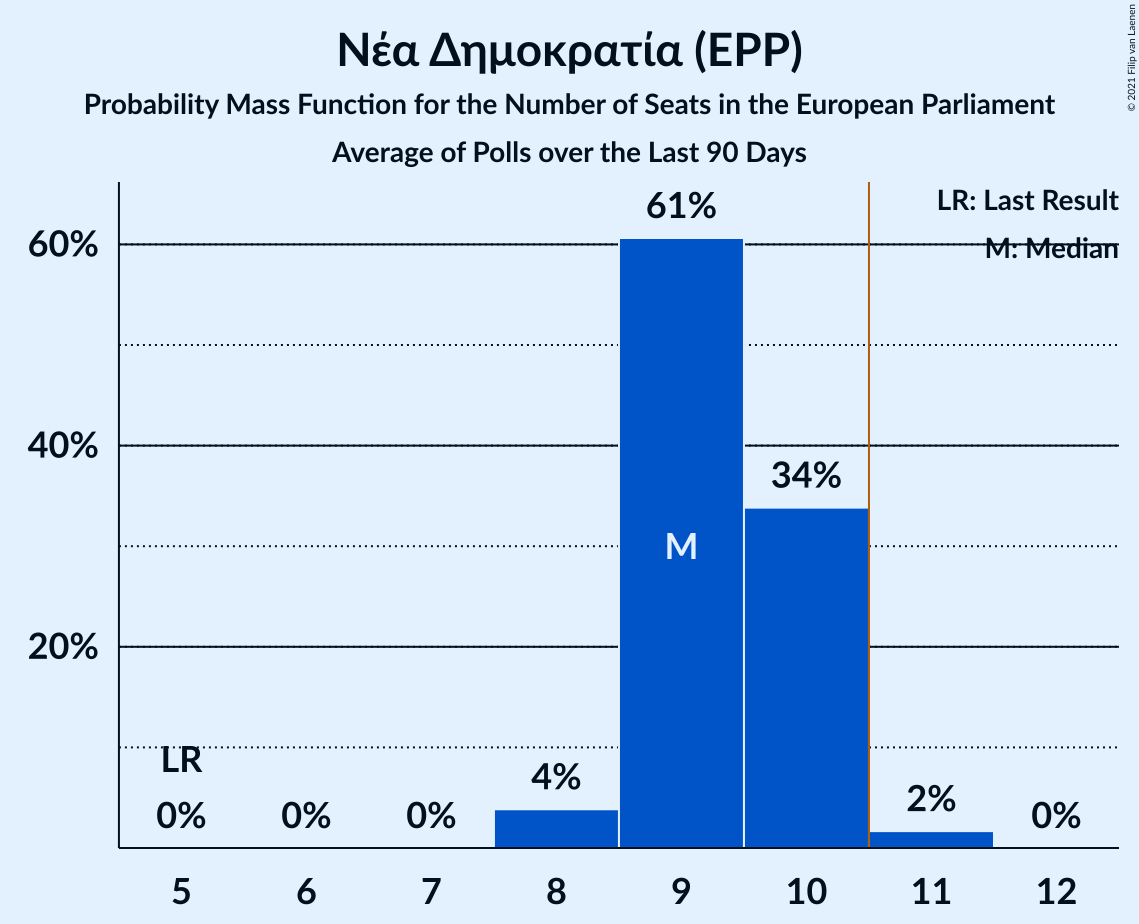 Νέα Δημοκρατία (EPP)
Probability Mass Function for the Number of Seats in the European Parliament
Average of Polls over the Last 90 Days
© 2021 Filip van Laenen
LR: Last Result
M: Median
61%
60%
40%
34%
M
20%
LR
4%
2%
0%
0%
0%
0%
5
6
7
8
9
10
11
12